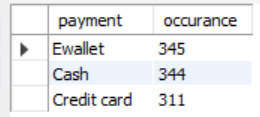 payment occurance
Ewallet 345
Cash 344
Credit card 311